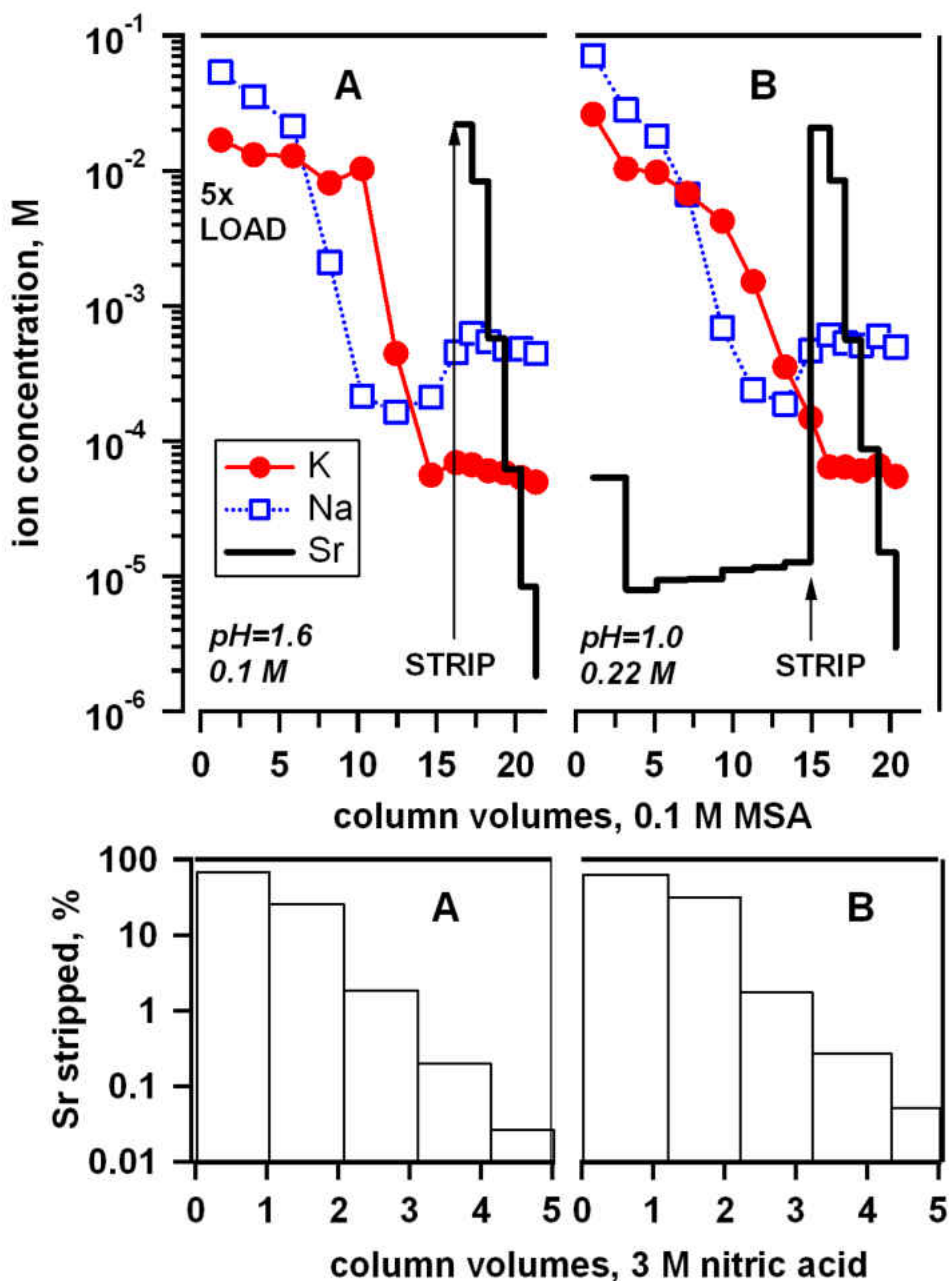 ion concentration, M
10⁻¹
10⁻²
10⁻³
10⁻⁴
10⁻⁵
10⁻⁶
A
5x
LOAD
K
Na
Sr
pH=1.6
0.1 M
STRIP
0 5 10 15 20
B
pH=1.0
0.22 M
STRIP
0 5 10 15 20
column volumes, 0.1 M MSA
Sr stripped, %
100
10
1
0.1
0.01
A
0 1 2 3 4 5
B
0 1 2 3 4 5
column volumes, 3 M nitric acid